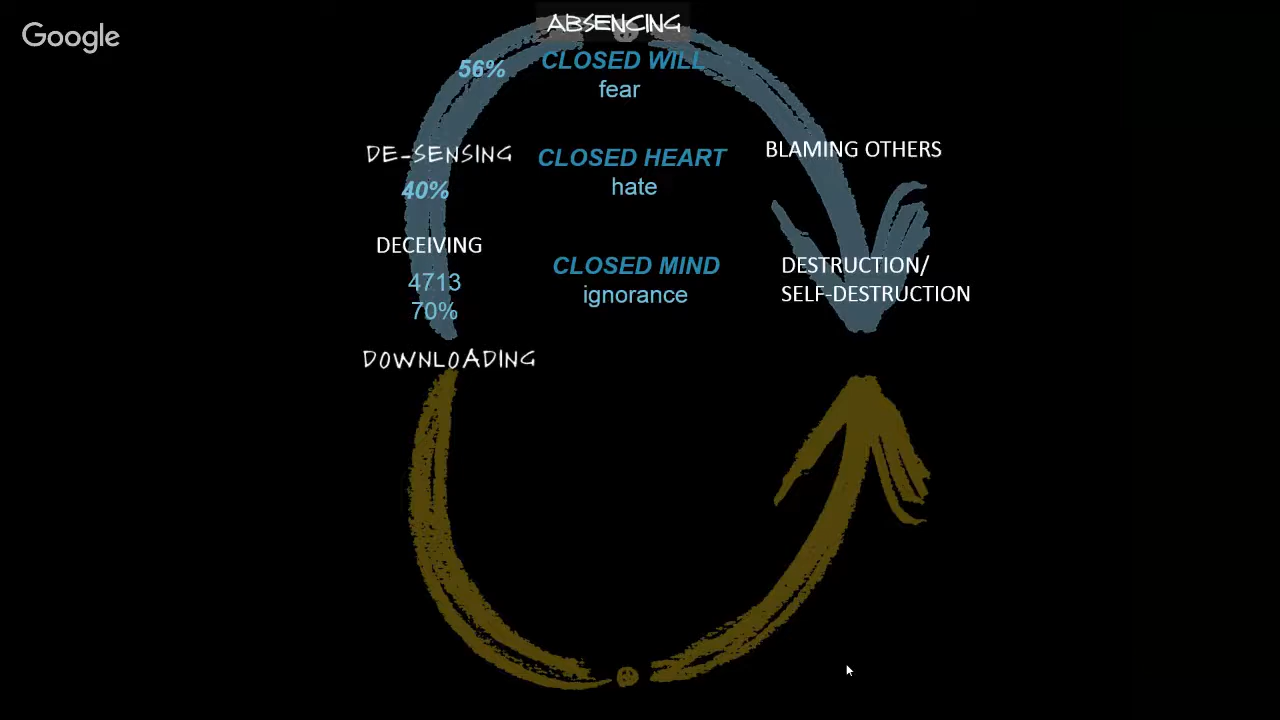 Google
ABSENCING
CLOSED WILL
56%
fear
DE-SENSING
CLOSED HEART
BLAMING OTHERS
40%
hate
DECEIVING
CLOSED MIND
DESTRUCTION/
4713
ignorance
SELF-DESTRUCTION
70%
DOWNLOADING